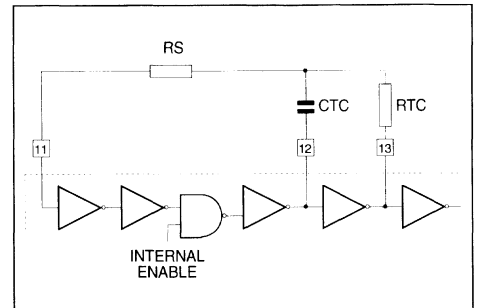 RS
CTC
RTC
11
12
13
INTERNAL
ENABLE